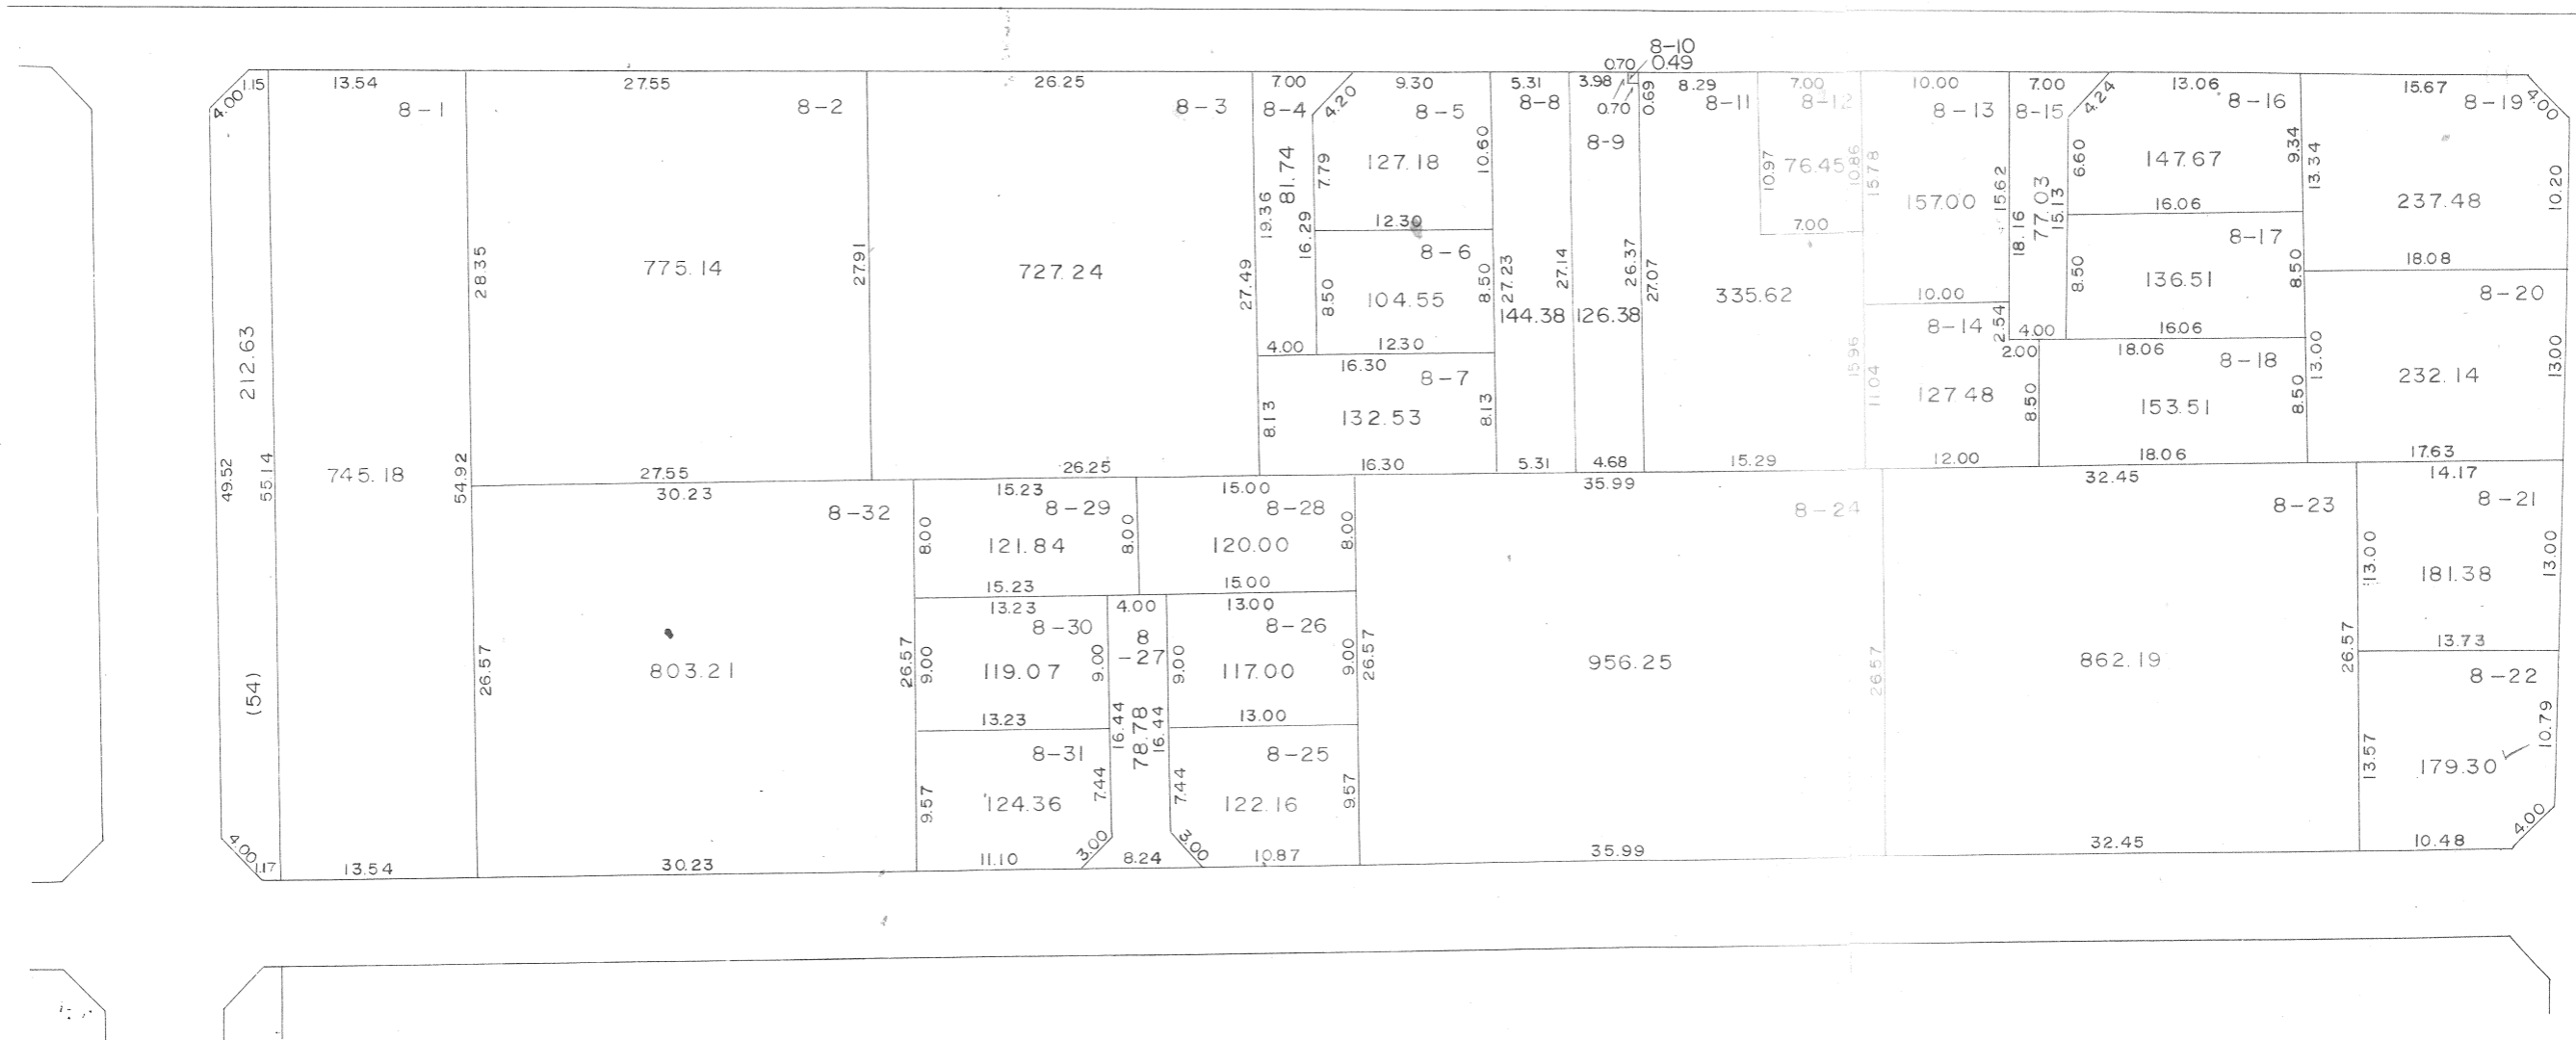 8-10
0.70 0.49
1.15 13.54 27.55 26.25 7.00 9.30 5.31 3.98 8.29 7.00 10.00 7.00 13.06 15.67
4.00 8-1 8-2 8-3 8-4 4.20 8-5 8-8 0.70 0.69 8-11 8-12 8-13 8-15 4.24 8-16 8-19 4.00
8-9
81.74 7.79 127.18 10.60 10.97 76.45 10.86 15.78 15.62 6.60 147.67 9.34 13.34 10.20
19.36 16.29 12.30 7.00 157.00 18.16 77.03 15.13 16.06 237.48
8-6 8-17 18.08
28.35 775.14 27.91 727.24 27.49 8.50 104.55 8.50 27.23 27.14 26.37 27.07 335.62 10.00 8.50 136.51 8.50 8-20
144.38 126.38
212.63 4.00 12.30 8-14 2.54 4.00 16.06
16.30 8-7 15.96 2.00 18.06 8-18 13.00 13.00
8.13 132.53 8.13 11.04 127.48 8.50 153.51 8.50 232.14
49.52 55.14 745.18 54.92 27.55 26.25 16.30 5.31 4.68 15.29 12.00 18.06 17.63
30.23 15.23 15.00 35.99 32.45 14.17
8-32 8-29 8-28 8-24 8-23 8-21
8.00 121.84 8.00 120.00 8.00 13.00 181.38 13.00
15.23 15.00
13.23 4.00 13.00
8-30 8 8-26 13.73
(54) 26.57 803.21 26.57 9.00 119.07 9.00 -27 9.00 117.00 9.00 26.57 956.25 26.57 862.19 26.57 8-22
13.23 16.44 78.78 16.44 13.00 10.79
8-31 8-25
9.57 124.36 7.44 7.44 122.16 9.57 13.57 179.30
4.00 1.17 13.54 30.23 11.10 3.00 8.24 3.00 10.87 35.99 32.45 10.48 4.00